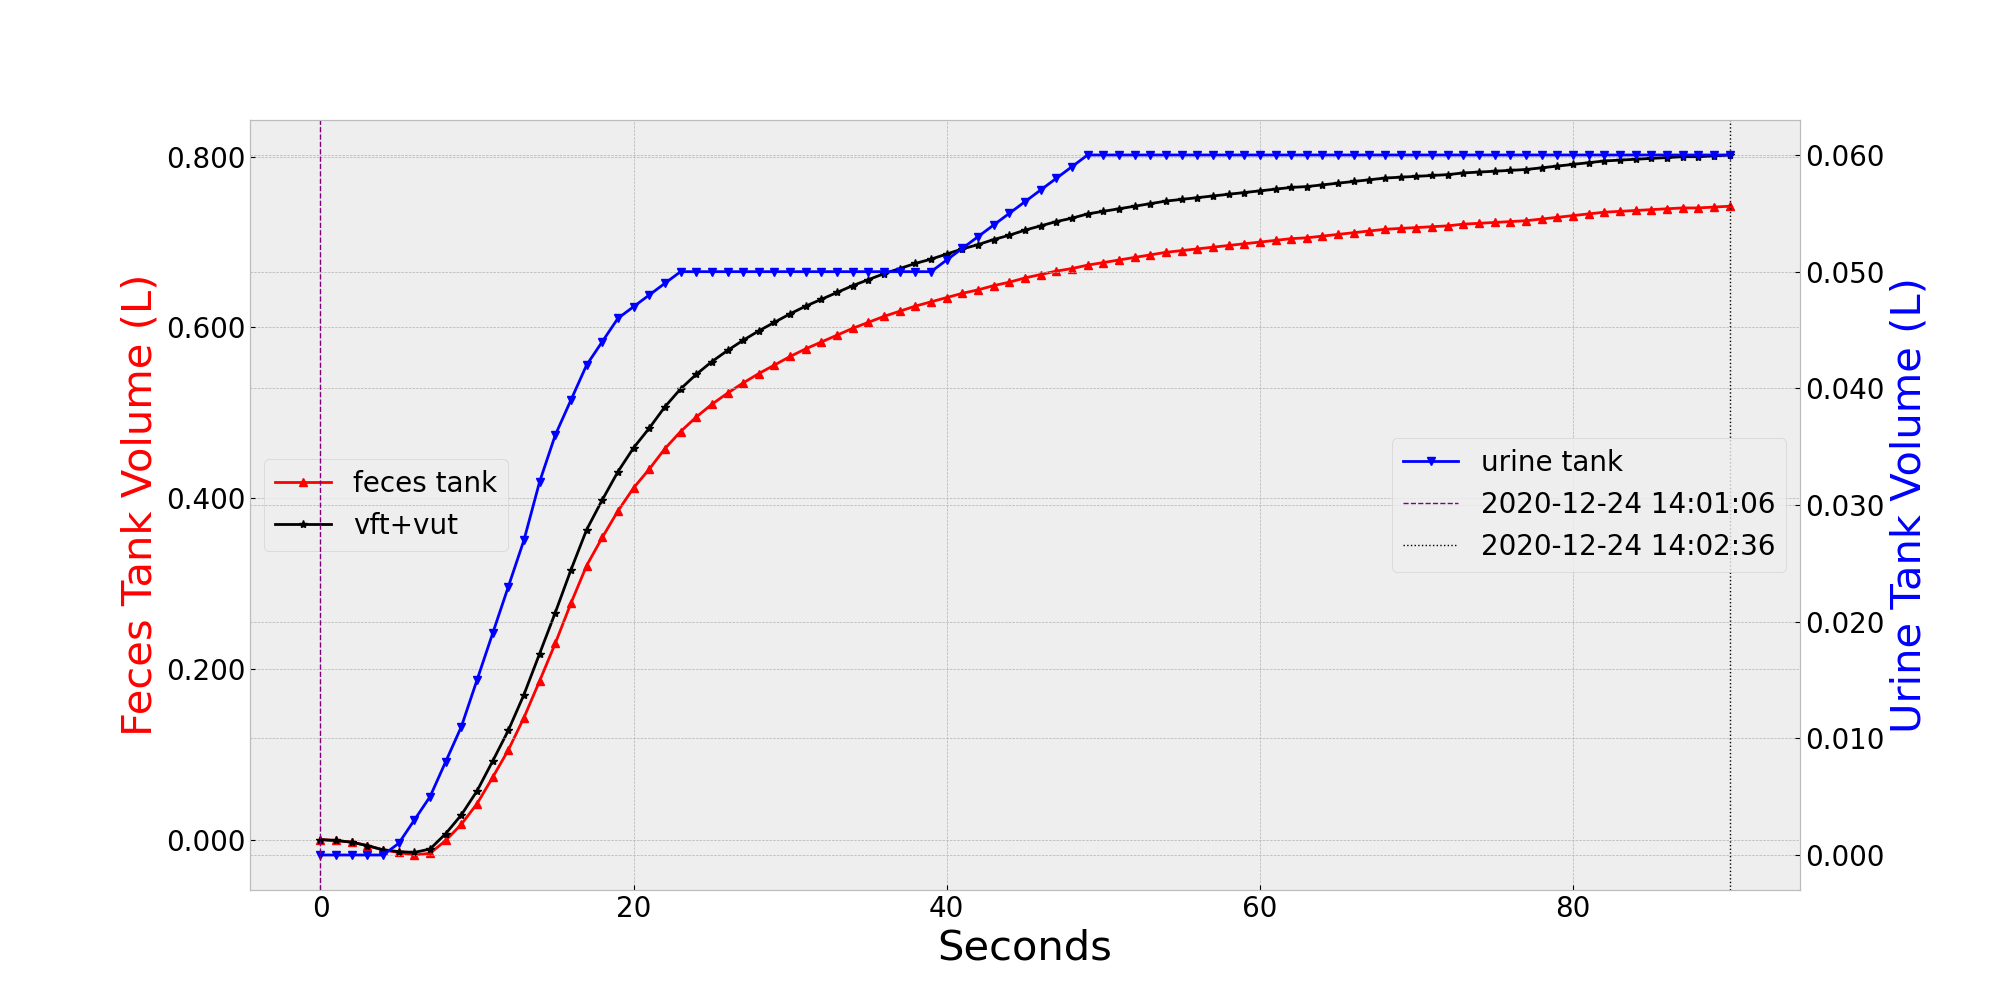 Feces Tank Volume (L)
0.800
0.600
0.400
0.200
0.000
feces tank
vft+vut
urine tank
2020-12-24 14:01:06
2020-12-24 14:02:36
0.060
0.050
0.040
0.030
0.020
0.010
0.000
Urine Tank Volume (L)
0 20 40 60 80
Seconds